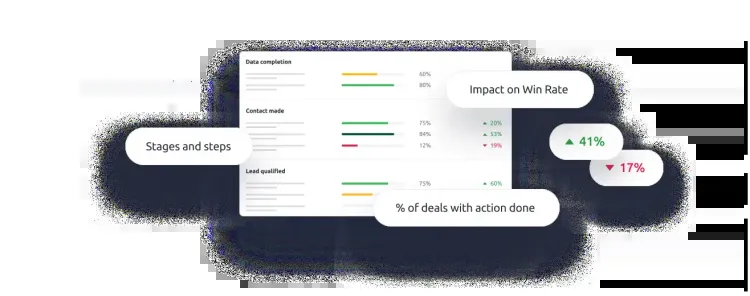 Data completion
60%
80%
Impact on Win Rate
Contact made
75% ▲ 20%
84% ▲ 53%
12% ▼ 19%
▲ 41%
Stages and steps
▼ 17%
Lead qualified
75% ▲ 60%
% of deals with action done